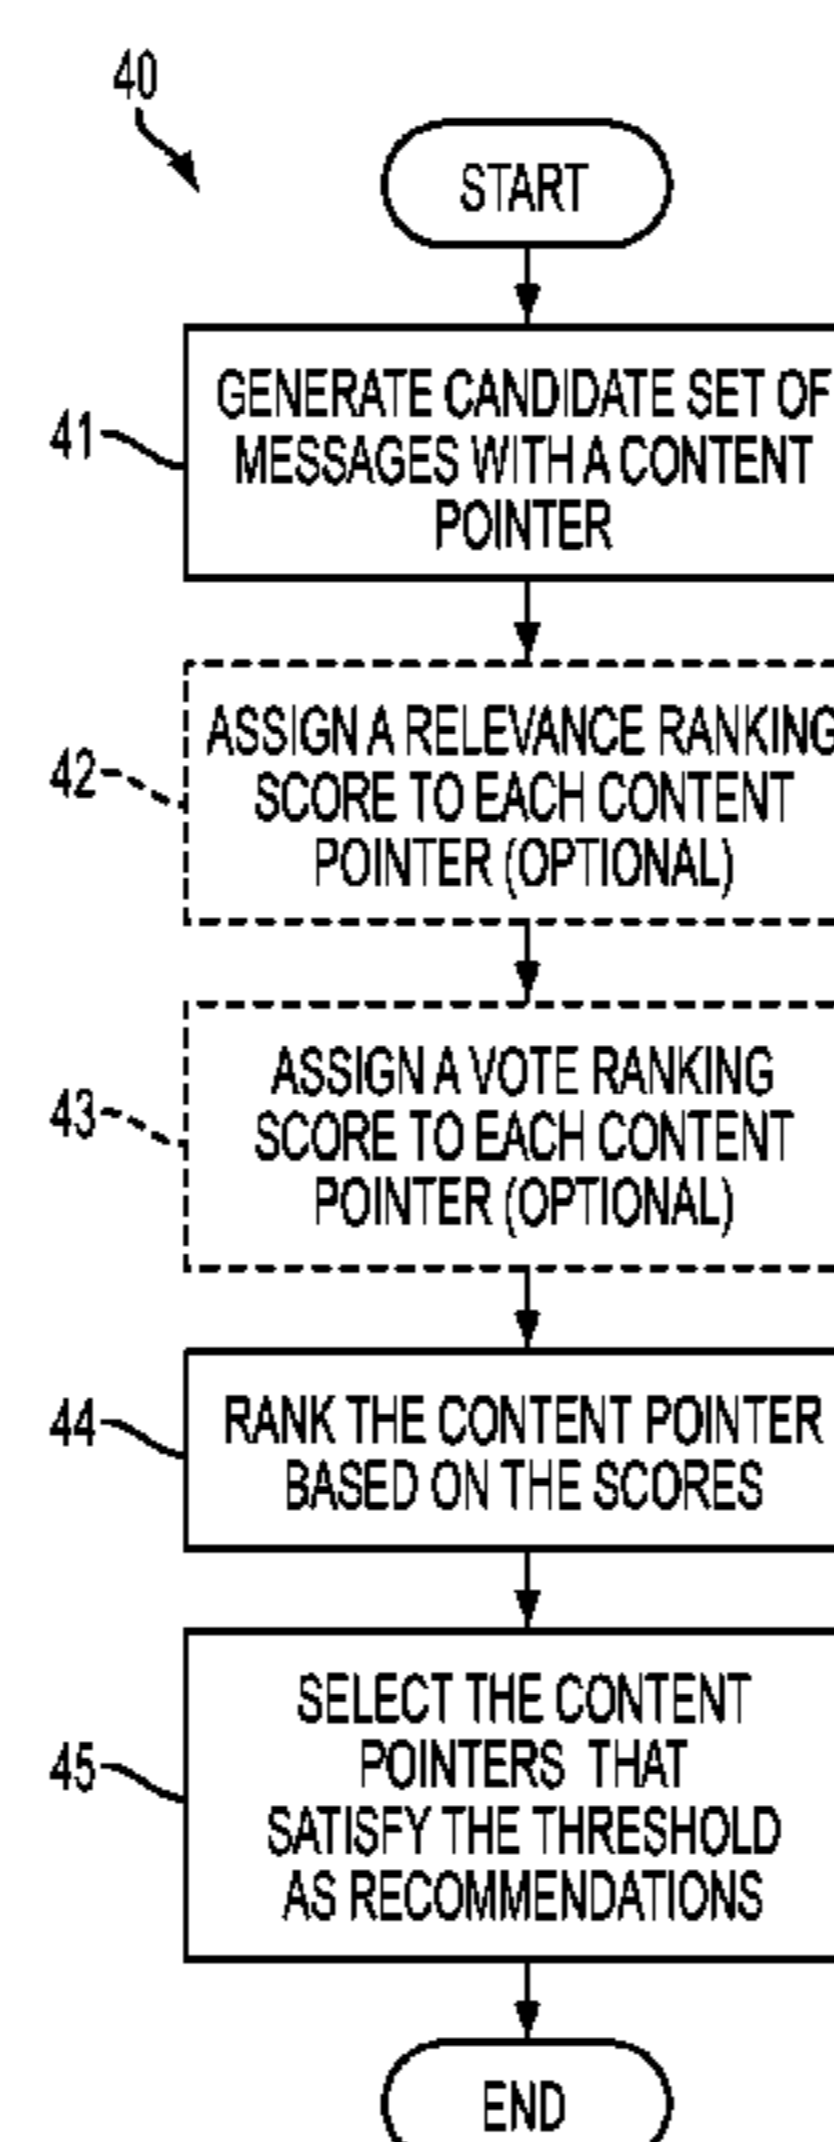 40
START
GENERATE CANDIDATE SET OF
41
MESSAGES WITH A CONTENT
POINTER
ASSIGN A RELEVANCE RANKING
42
SCORE TO EACH CONTENT
POINTER (OPTIONAL)
ASSIGN A VOTE RANKING
43
SCORE TO EACH CONTENT
POINTER (OPTIONAL)
44
RANK THE CONTENT POINTER
BASED ON THE SCORES
SELECT THE CONTENT
45
POINTERS THAT
SATISFY THE THRESHOLD
AS RECOMMENDATIONS
END